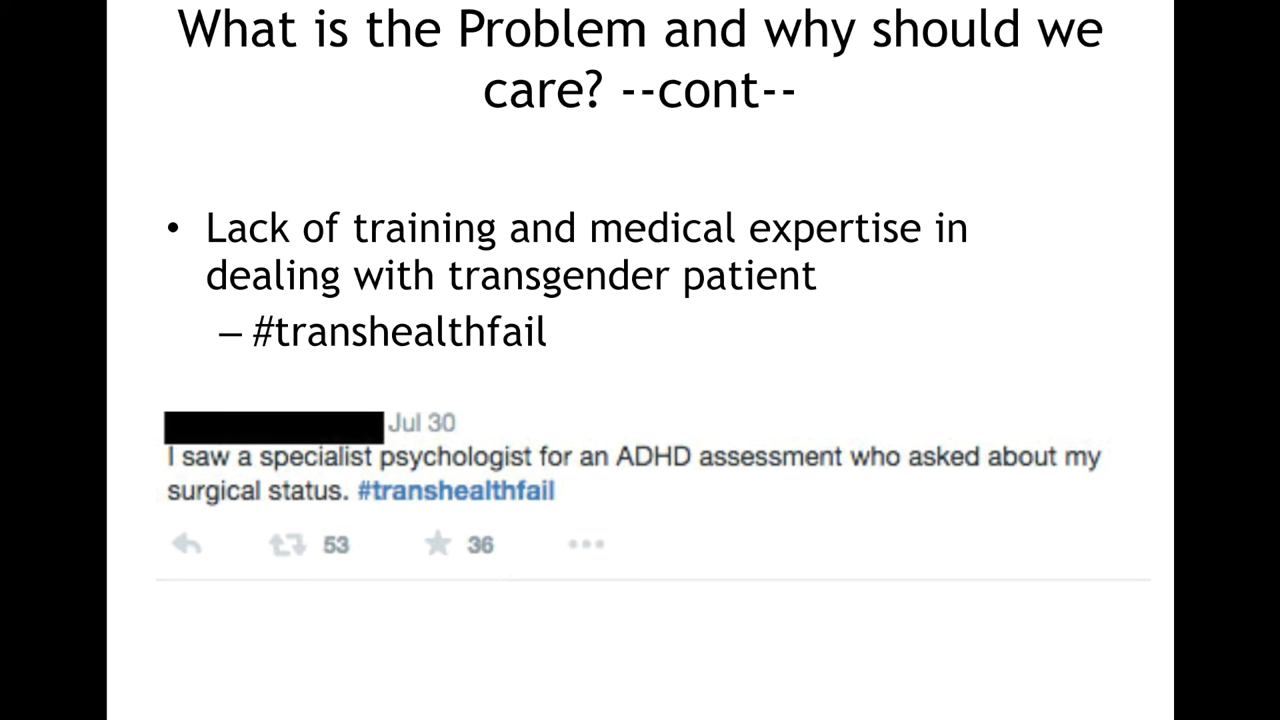 What is the Problem and why should we
care? --cont--
• Lack of training and medical expertise in
dealing with transgender patient
– #transhealthfail
Jul 30
I saw a specialist psychologist for an ADHD assessment who asked about my
surgical status. #transhealthfail
53 36